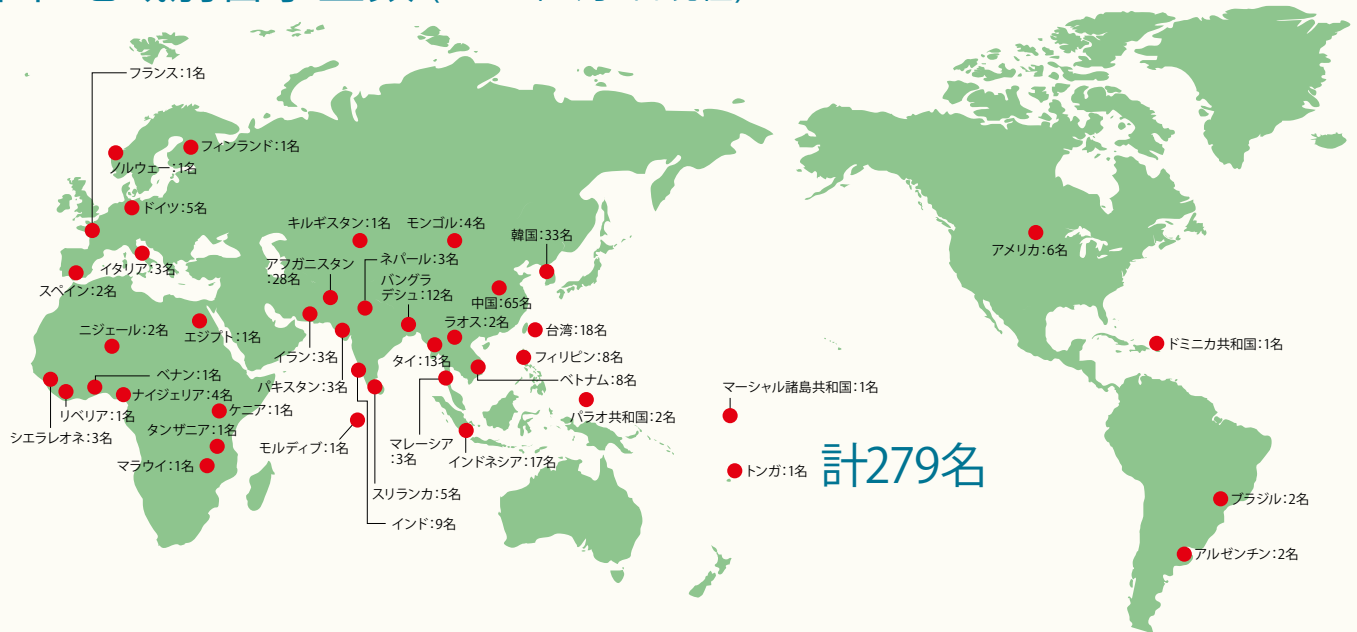 フランス：1名
フィンランド：1名
ノルウェー：1名
ドイツ：5名
イタリア：3名
スペイン：2名
キルギスタン：1名
モンゴル：4名
韓国：33名
アフガニスタン
：28名
ネパール：3名
バングラ
デシュ：12名
中国：65名
ラオス：2名
台湾：18名
ニジェール：2名
エジプト：1名
イラン：3名
タイ：13名
フィリピン：8名
ベナン：1名
パキスタン：3名
ベトナム：8名
ナイジェリア：4名
リベリア：1名
ケニア：1名
パラオ共和国：2名
シエラレオネ：3名
タンザニア：1名
モルディブ：1名
マレーシア
：3名
インドネシア：17名
マラウイ：1名
スリランカ：5名
インド：9名
アメリカ：6名
ドミニカ共和国：1名
マーシャル諸島共和国：1名
トンガ：1名
計279名
ブラジル：2名
アルゼンチン：2名